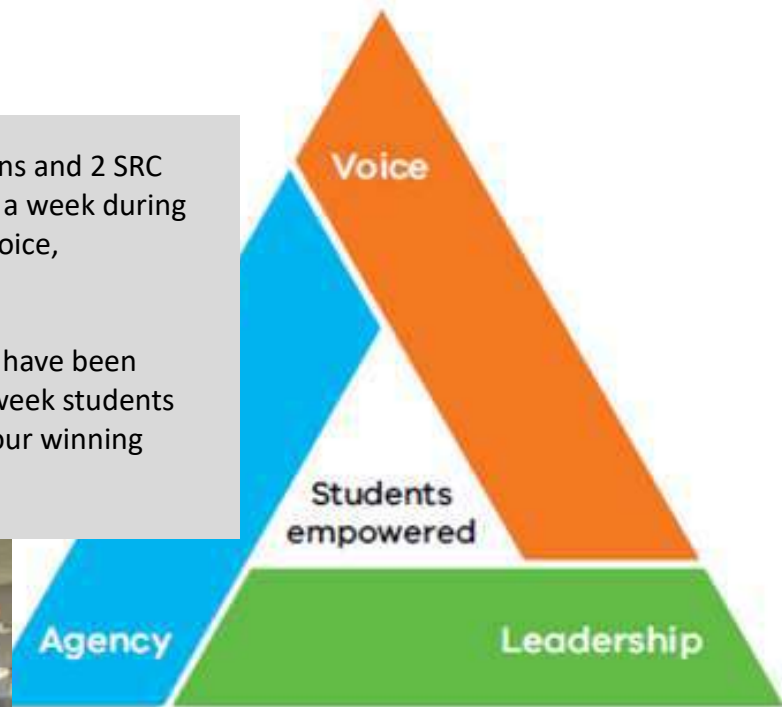 ns and 2 SRC
a week during
oice,
have been
week students
our winning
Voice
Students
empowered
Agency
Leadership